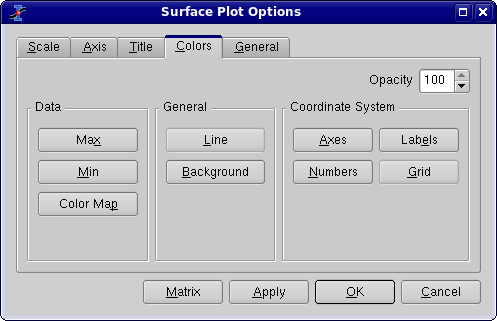 Surface Plot Options
Scale Axis Title Colors General
Opacity 100
Data General Coordinate System
Max Line Axes Labels
Min Background Numbers Grid
Color Map
Matrix Apply OK Cancel